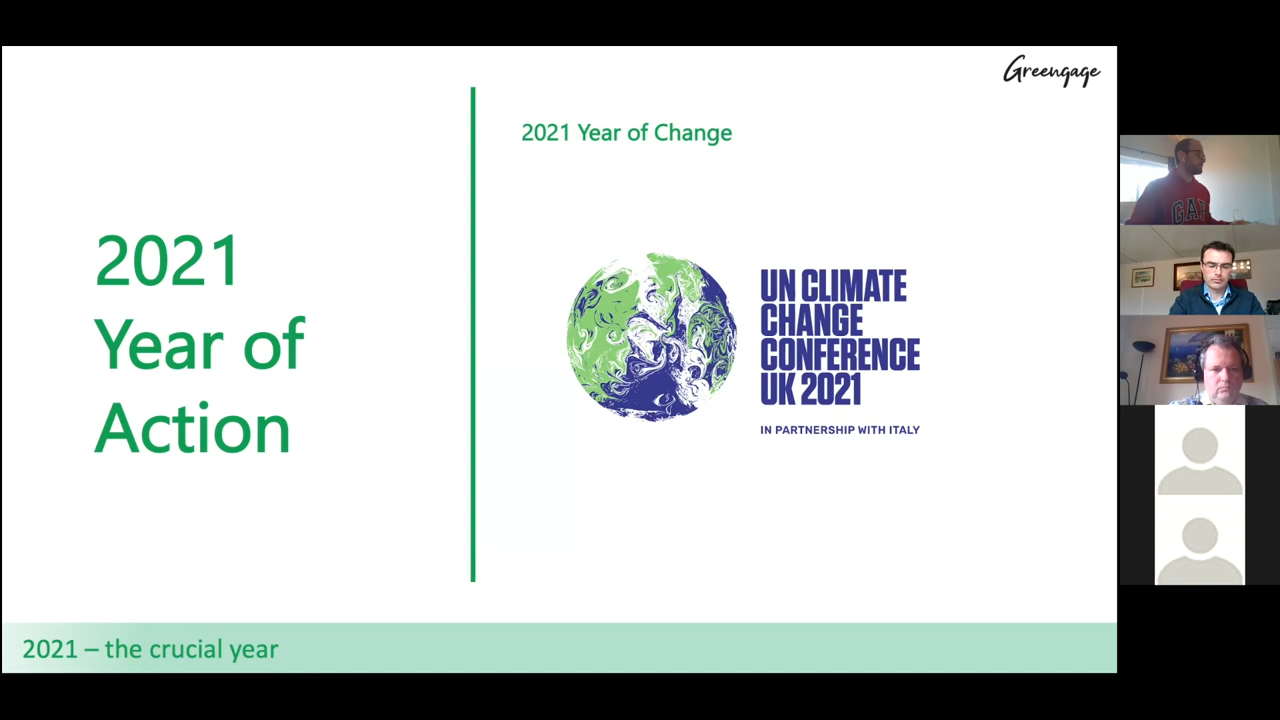 Greengage
2021 Year of Change
2021
Year of
Action
UN CLIMATE
CHANGE
CONFERENCE
UK 2021
IN PARTNERSHIP WITH ITALY
GAP
2021 – the crucial year